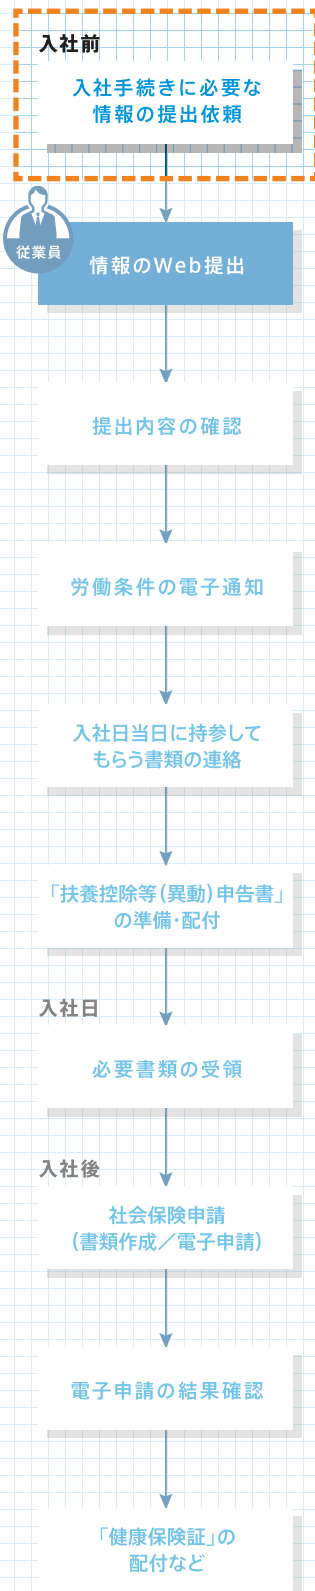 入社前
入社手続きに必要な
情報の提出依頼
従業員
情報のWeb提出
提出内容の確認
労働条件の電子通知
入社日当日に持参して
もらう書類の連絡
「扶養控除等(異動)申告書」
の準備・配付
入社日
必要書類の受領
入社後
社会保険申請
(書類作成／電子申請)
電子申請の結果確認
「健康保険証」の
配付など